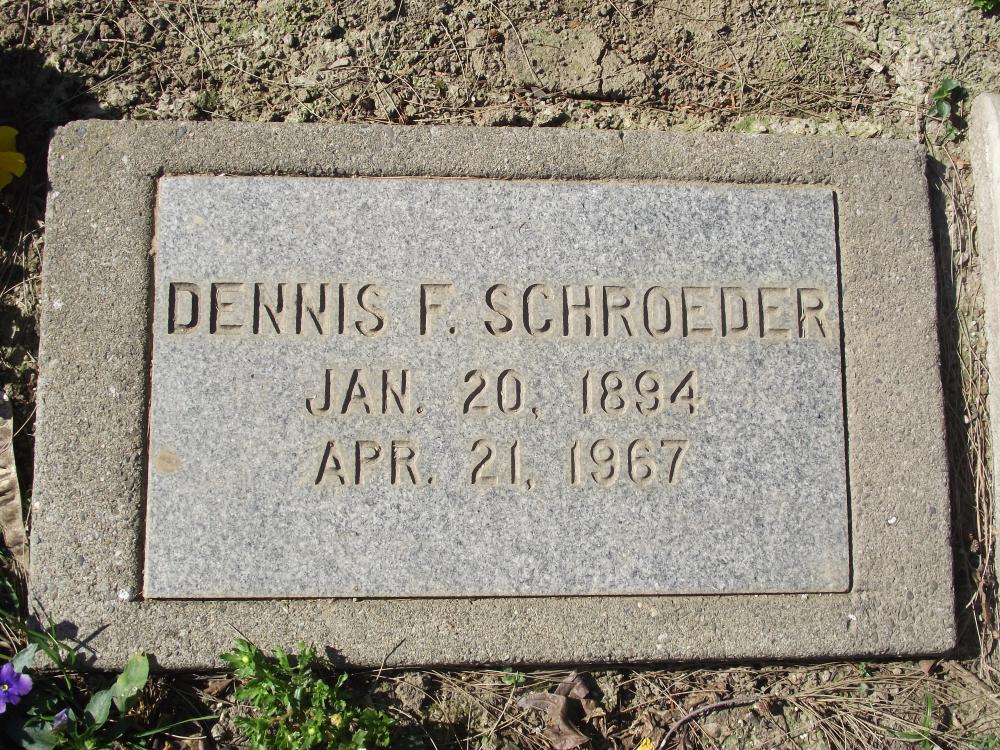 DENNIS F. SCHROEDER
JAN. 20, 1894
APR. 21, 1967